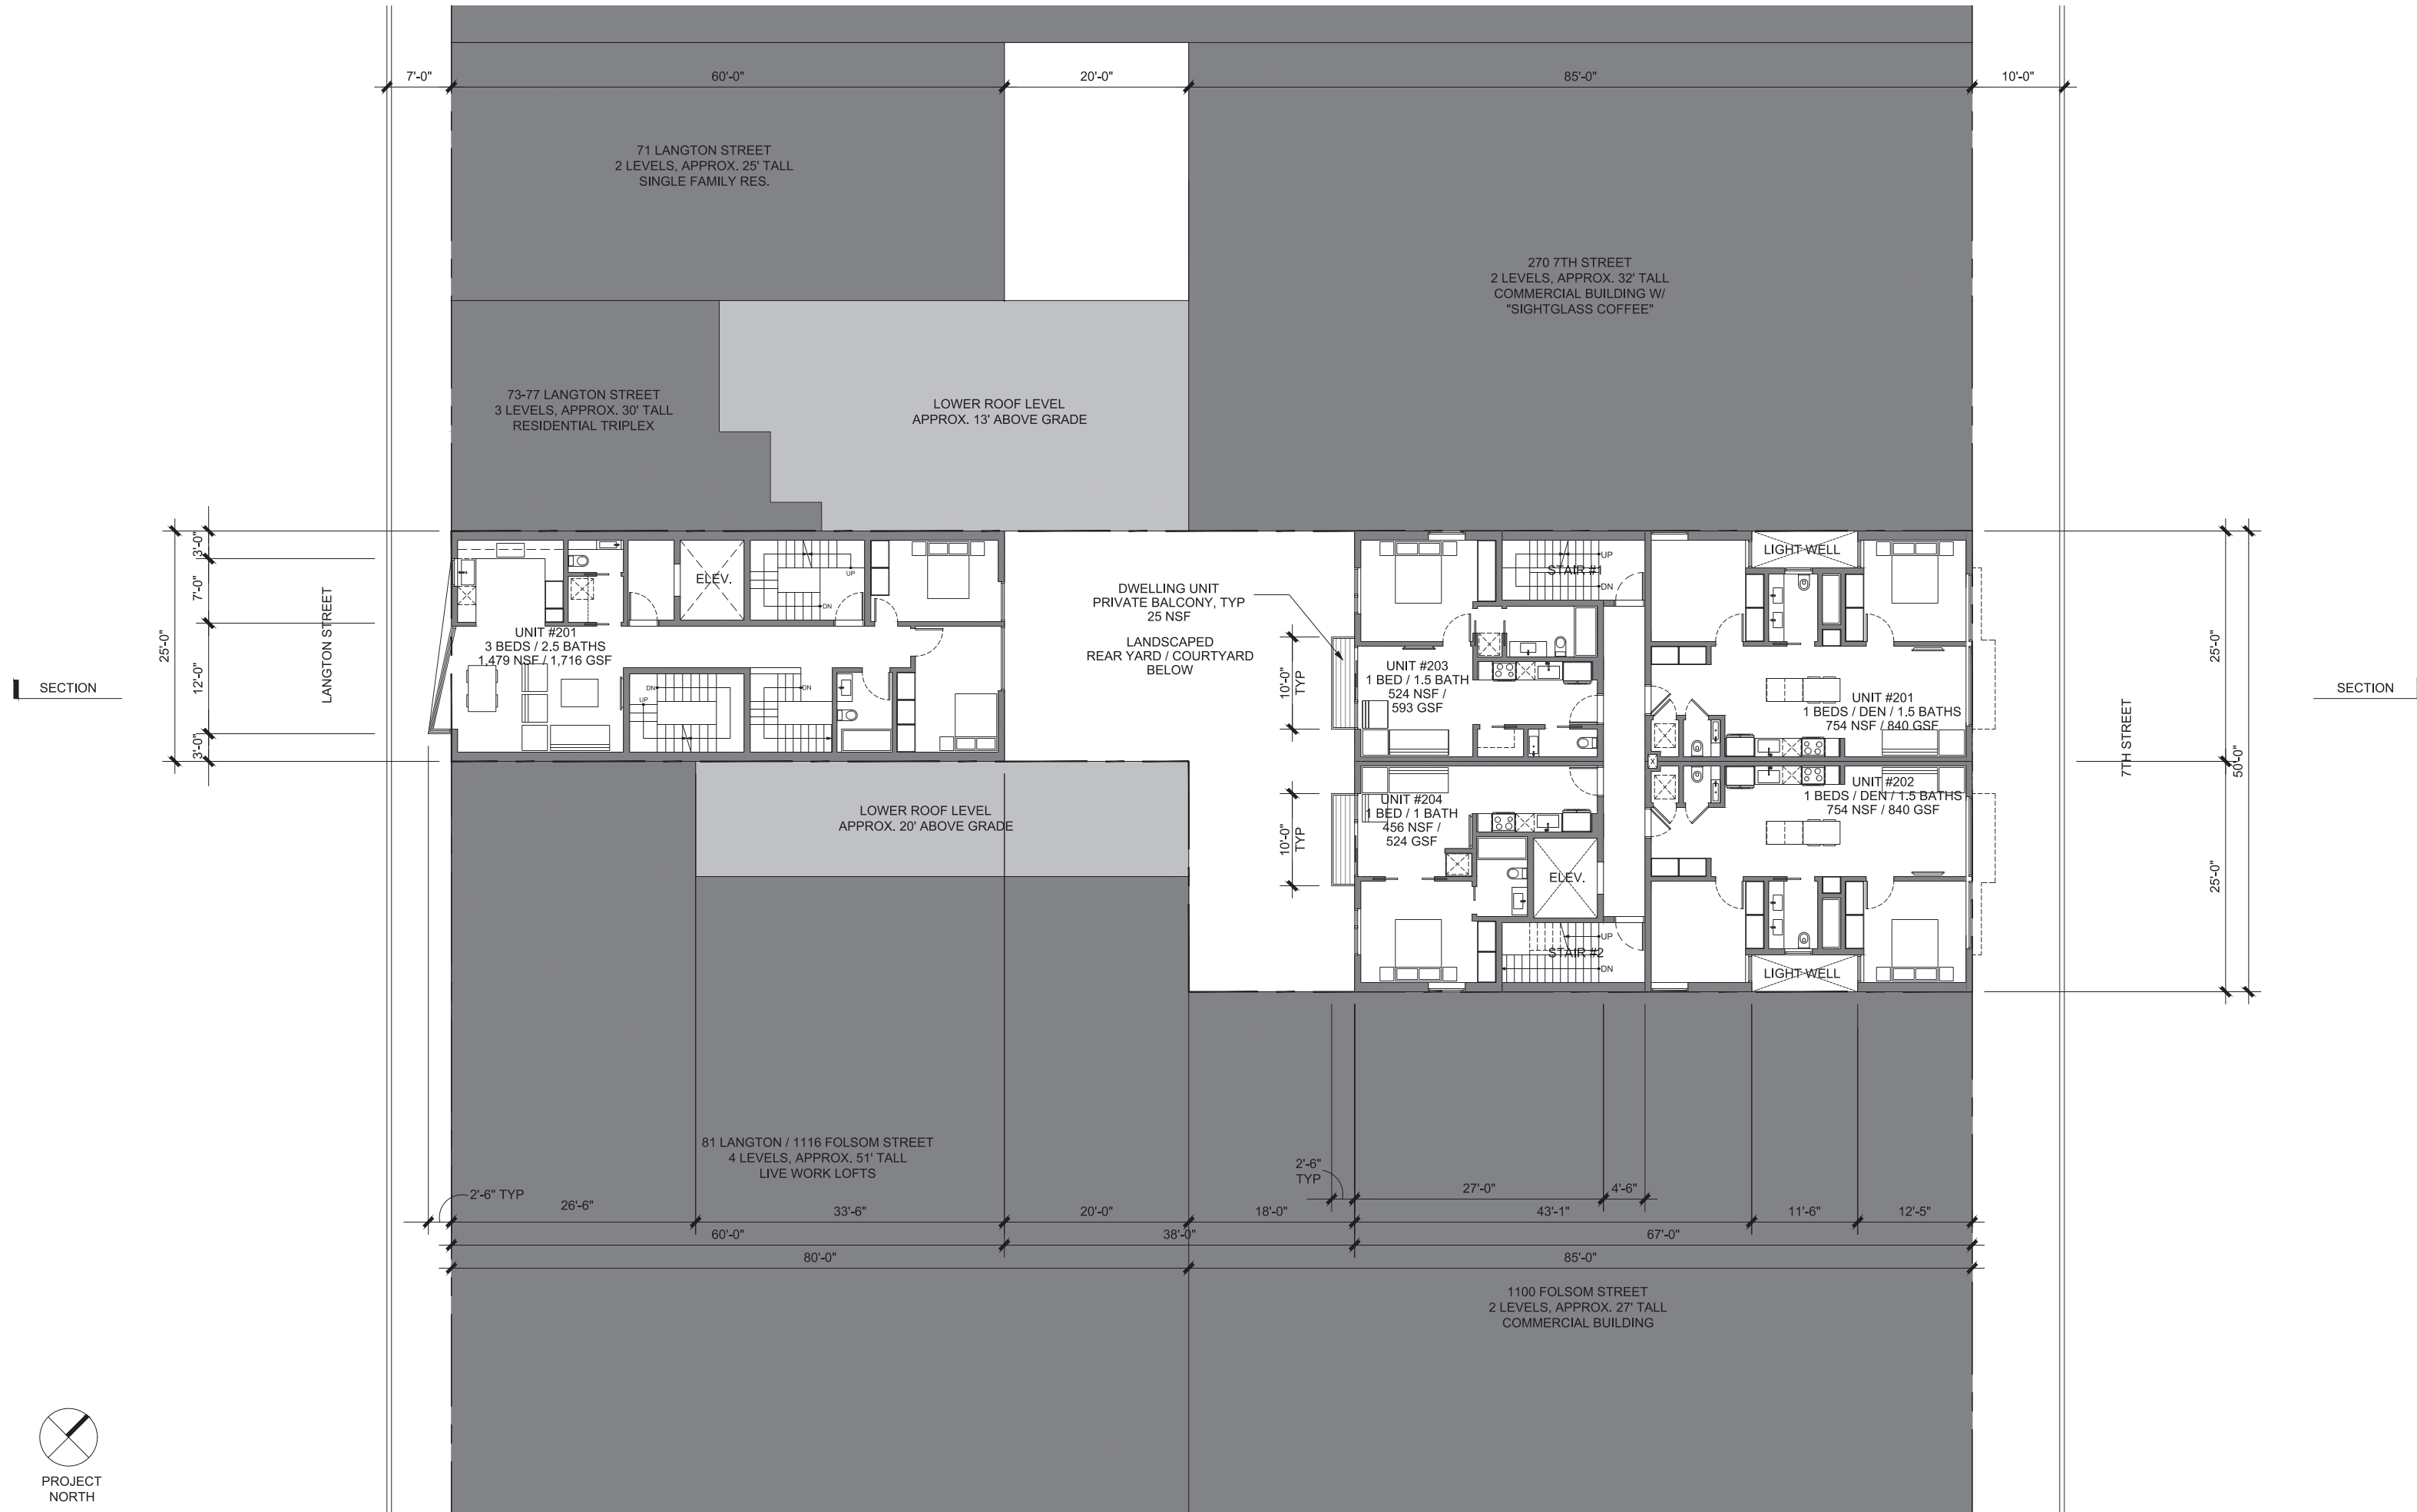 7'-0"
60'-0"
20'-0"
85'-0"
10'-0"
71 LANGTON STREET
2 LEVELS, APPROX. 25' TALL
SINGLE FAMILY RES.
270 7TH STREET
2 LEVELS, APPROX. 32' TALL
COMMERCIAL BUILDING W/
"SIGHTGLASS COFFEE"
73-77 LANGTON STREET
3 LEVELS, APPROX. 30' TALL
RESIDENTIAL TRIPLEX
LOWER ROOF LEVEL
APPROX. 13' ABOVE GRADE
SECTION
25'-0"
3'-0"
7'-0"
12'-0"
3'-0"
LANGTON STREET
UNIT #201
3 BEDS / 2.5 BATHS
1,479 NSF / 1,716 GSF
ELEV.
UP
DN
DN
UP
DN
DWELLING UNIT
PRIVATE BALCONY, TYP
25 NSF
LANDSCAPED
REAR YARD / COURTYARD
BELOW
10'-0"
TYP
10'-0"
TYP
UNIT #203
1 BED / 1.5 BATH
524 NSF /
593 GSF
UP
STAIR #1
DN
LIGHT WELL
UNIT #201
1 BEDS / DEN / 1.5 BATHS
754 NSF / 840 GSF
X
UNIT #204
1 BED / 1 BATH
456 NSF /
524 GSF
ELEV.
UP
STAIR #2
DN
UNIT #202
1 BEDS / DEN / 1.5 BATHS
754 NSF / 840 GSF
LIGHT WELL
7TH STREET
25'-0"
25'-0"
50'-0"
SECTION
LOWER ROOF LEVEL
APPROX. 20' ABOVE GRADE
81 LANGTON / 1116 FOLSOM STREET
4 LEVELS, APPROX. 51' TALL
LIVE WORK LOFTS
2'-6" TYP
2'-6"
TYP
27'-0"
4'-6"
26'-6"
33'-6"
20'-0"
18'-0"
43'-1"
11'-6"
12'-5"
60'-0"
38'-0"
67'-0"
80'-0"
85'-0"
1100 FOLSOM STREET
2 LEVELS, APPROX. 27' TALL
COMMERCIAL BUILDING
PROJECT
NORTH